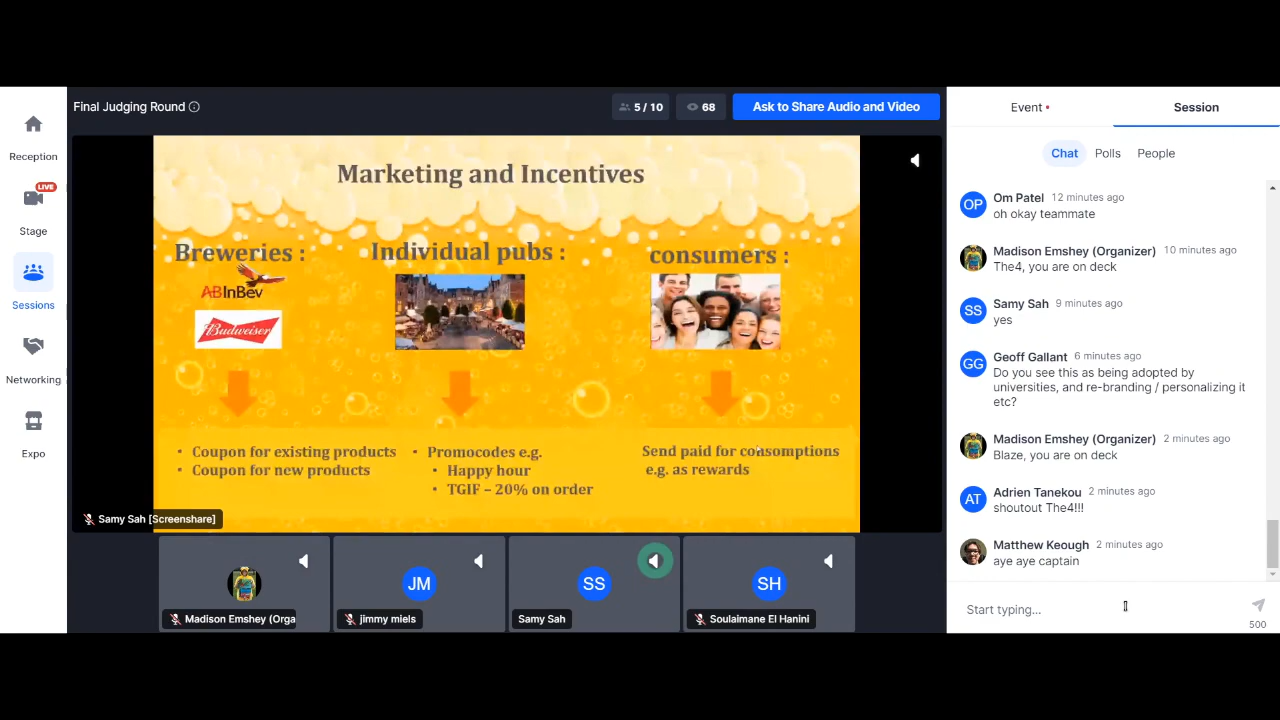 Final Judging Round
5 / 10
68
Ask to Share Audio and Video
Event
Session
Reception
LIVE
Stage
Sessions
Networking
Expo
Marketing and Incentives
Breweries :
Individual pubs :
consumers :
ABInBev
Budweiser
• Coupon for existing products
• Coupon for new products
• Promocodes e.g.
• Happy hour
• TGIF – 20% on order
Send paid for consomptions
e.g. as rewards
Samy Sah [Screenshare]
Madison Emshey (Orga
JM
jimmy miels
SS
Samy Sah
SH
Soulaimane El Hanini
Chat
Polls
People
OP
Om Patel 12 minutes ago
oh okay teammate
Madison Emshey (Organizer) 10 minutes ago
The4, you are on deck
SS
Samy Sah 9 minutes ago
yes
GG
Geoff Gallant 6 minutes ago
Do you see this as being adopted by
universities, and re-branding / personalizing it
etc?
Madison Emshey (Organizer) 2 minutes ago
Blaze, you are on deck
AT
Adrien Tanekou 2 minutes ago
shoutout The4!!!
Matthew Keough 2 minutes ago
aye aye captain
Start typing...
500